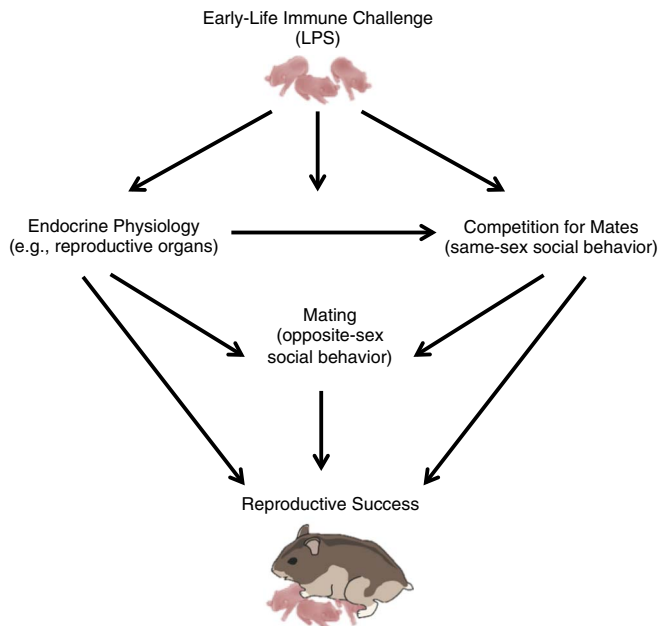 Early-Life Immune Challenge
(LPS)
Endocrine Physiology
(e.g., reproductive organs)
Competition for Mates
(same-sex social behavior)
Mating
(opposite-sex
social behavior)
Reproductive Success